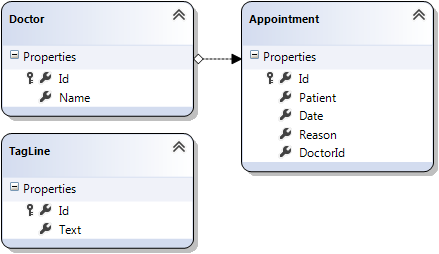 Doctor
Properties
Id
Name
Appointment
Properties
Id
Patient
Date
Reason
DoctorId
TagLine
Properties
Id
Text